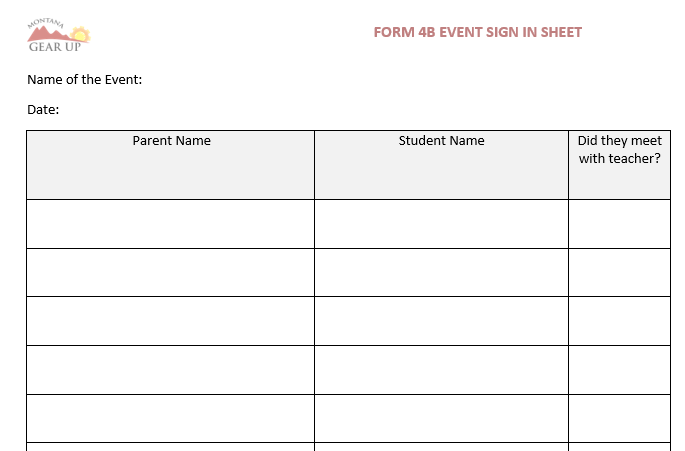 MONTANA
GEAR UP
FORM 4B EVENT SIGN IN SHEET
Name of the Event:
Date:
Parent Name
Student Name
Did they meet
with teacher?